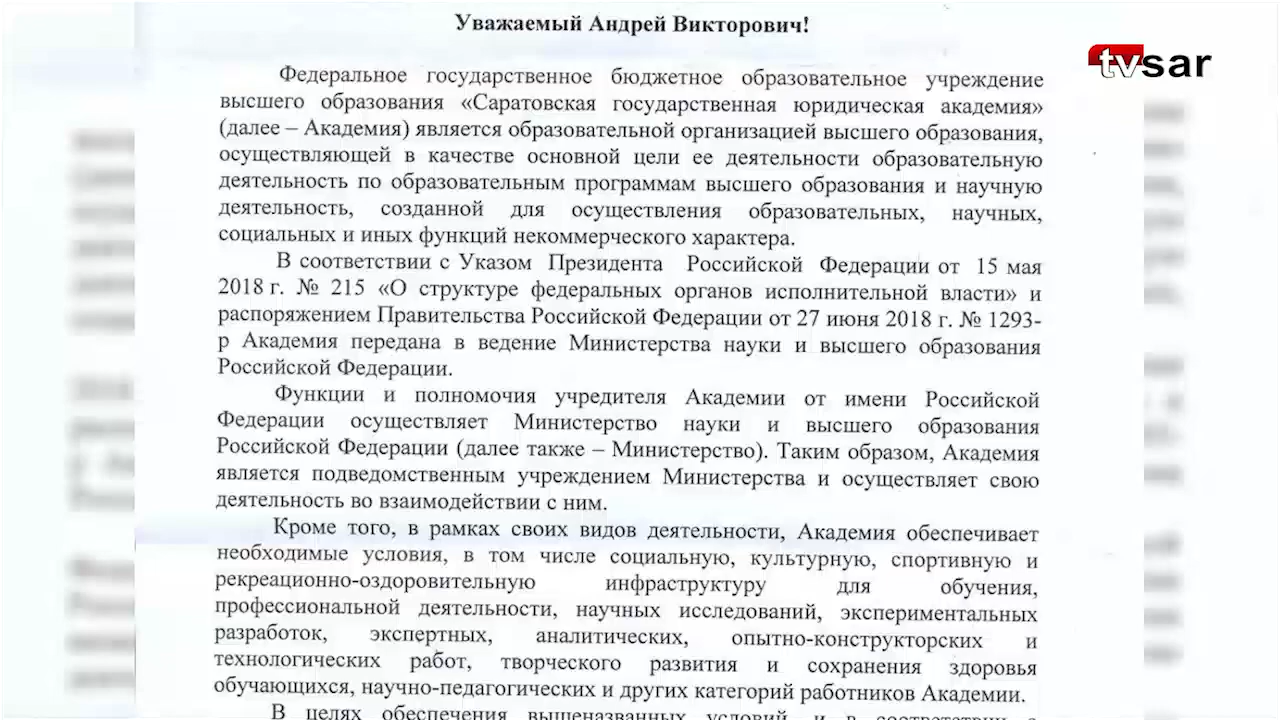 Уважаемый Андрей Викторович!
tvsar
Федеральное государственное бюджетное образовательное учреждение
высшего образования «Саратовская государственная юридическая академия»
(далее – Академия) является образовательной организацией высшего образования,
осуществляющей в качестве основной цели ее деятельности образовательную
деятельность по образовательным программам высшего образования и научную
деятельность, созданной для осуществления образовательных, научных,
социальных и иных функций некоммерческого характера.
В соответствии с Указом Президента Российской Федерации от 15 мая
2018 г. № 215 «О структуре федеральных органов исполнительной власти» и
распоряжением Правительства Российской Федерации от 27 июня 2018 г. № 1293-
р Академия передана в ведение Министерства науки и высшего образования
Российской Федерации.
Функции и полномочия учредителя Академии от имени Российской
Федерации осуществляет Министерство науки и высшего образования
Российской Федерации (далее также – Министерство). Таким образом, Академия
является подведомственным учреждением Министерства и осуществляет свою
деятельность во взаимодействии с ним.
Кроме того, в рамках своих видов деятельности, Академия обеспечивает
необходимые условия, в том числе социальную, культурную, спортивную и
рекреационно-оздоровительную инфраструктуру для обучения,
профессиональной деятельности, научных исследований, экспериментальных
разработок, экспертных, аналитических, опытно-конструкторских и
технологических работ, творческого развития и сохранения здоровья
обучающихся, научно-педагогических и других категорий работников Академии.
В целях обеспечения вышеназванных условий, и в соответствии с